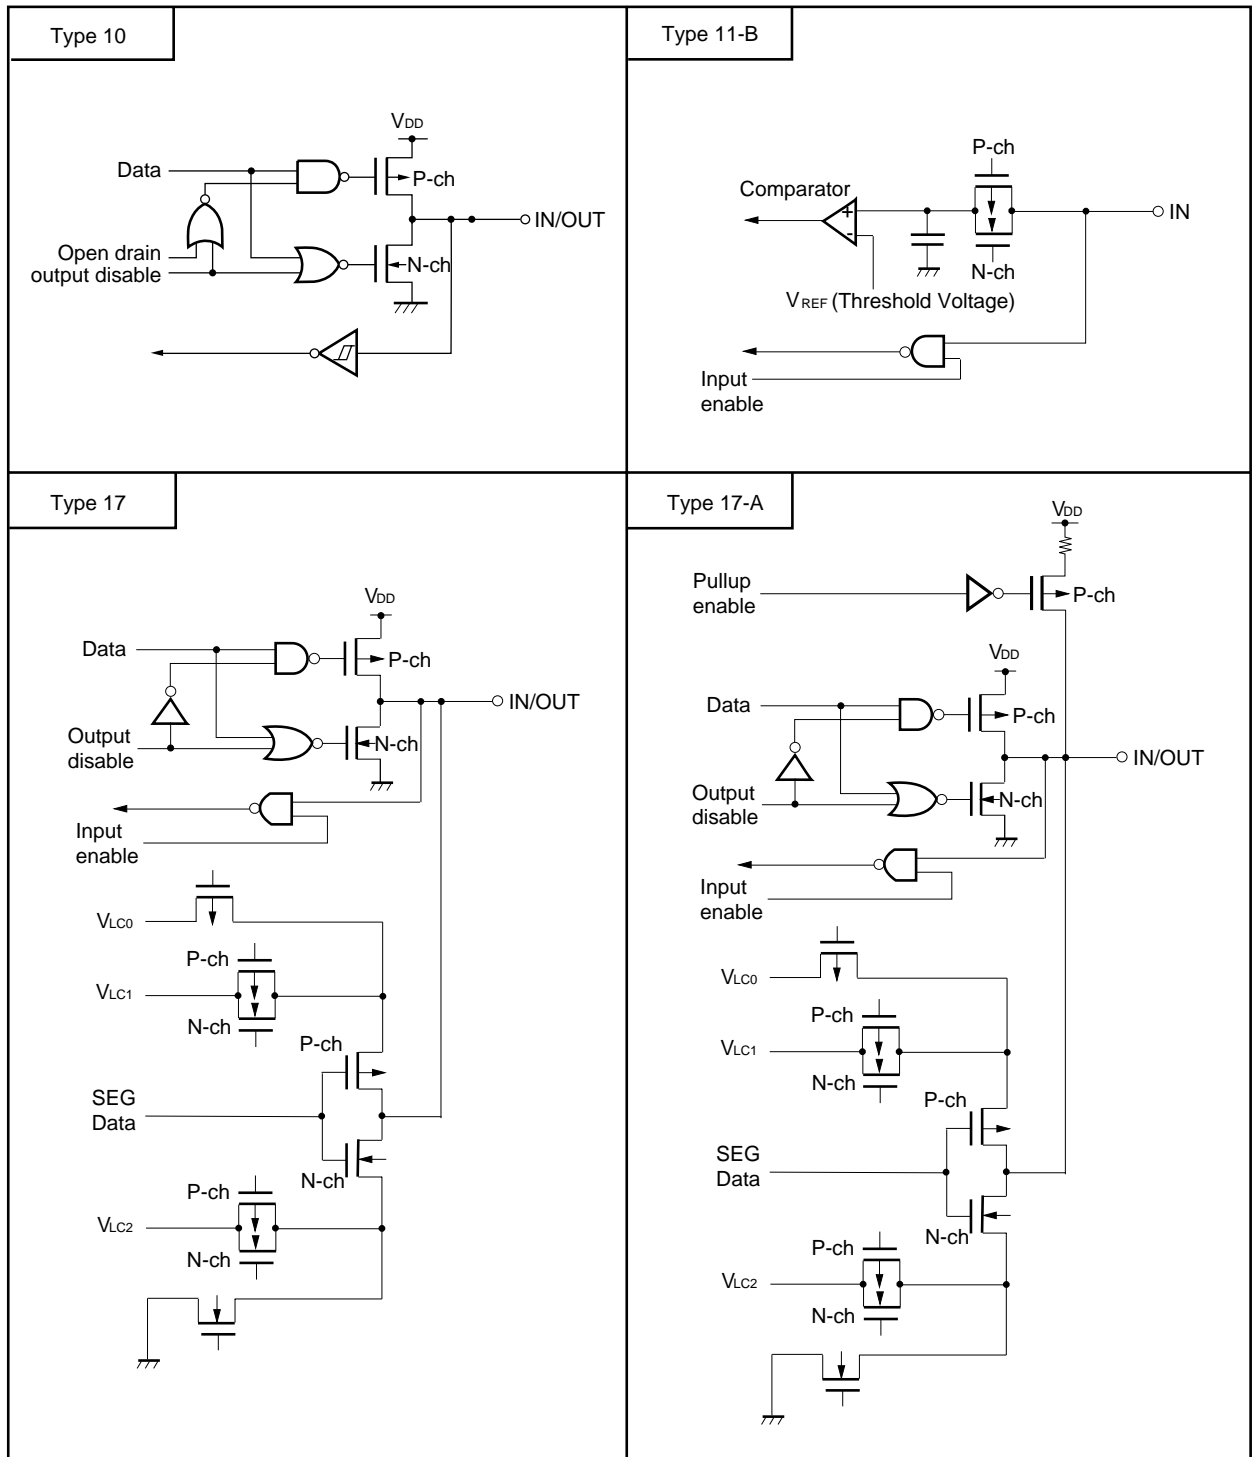 Type 10
VDD
Data
P-ch
IN/OUT
Open drain
output disable
N-ch
Type 11-B
P-ch
Comparator
+
-
IN
N-ch
VREF (Threshold Voltage)
Input
enable
Type 17
VDD
Data
P-ch
IN/OUT
Output
disable
N-ch
Input
enable
VLC0
P-ch
VLC1
N-ch
P-ch
SEG
Data
N-ch
P-ch
VLC2
N-ch
Type 17-A
VDD
Pullup
enable
P-ch
VDD
Data
P-ch
IN/OUT
Output
disable
N-ch
Input
enable
VLC0
P-ch
VLC1
N-ch
P-ch
SEG
Data
N-ch
P-ch
VLC2
N-ch